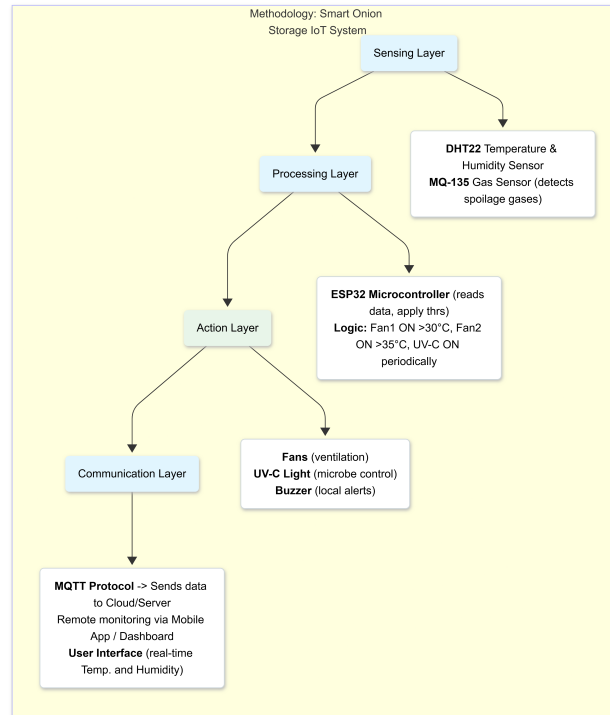 Methodology: Smart Onion
Storage IoT System
Sensing Layer
DHT22 Temperature &
Humidity Sensor
MQ-135 Gas Sensor (detects
spoilage gases)
Processing Layer
ESP32 Microcontroller (reads
data, apply thrs)
Logic: Fan1 ON >30°C, Fan2
ON >35°C, UV-C ON
periodically
Action Layer
Fans (ventilation)
UV-C Light (microbe control)
Buzzer (local alerts)
Communication Layer
MQTT Protocol -> Sends data
to Cloud/Server
Remote monitoring via Mobile
App / Dashboard
User Interface (real-time
Temp. and Humidity)